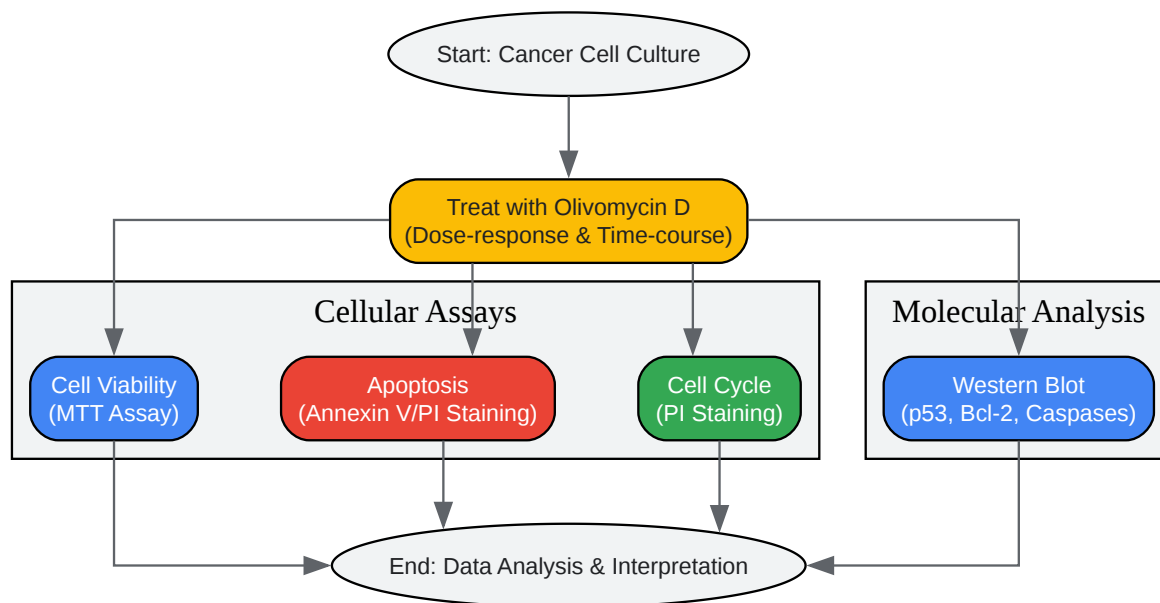 Start: Cancer Cell Culture
Treat with Olivomycin D
(Dose-response & Time-course)
Cellular Assays
Molecular Analysis
Cell Viability
(MTT Assay)
Apoptosis
(Annexin V/PI Staining)
Cell Cycle
(PI Staining)
Western Blot
(p53, Bcl-2, Caspases)
End: Data Analysis & Interpretation